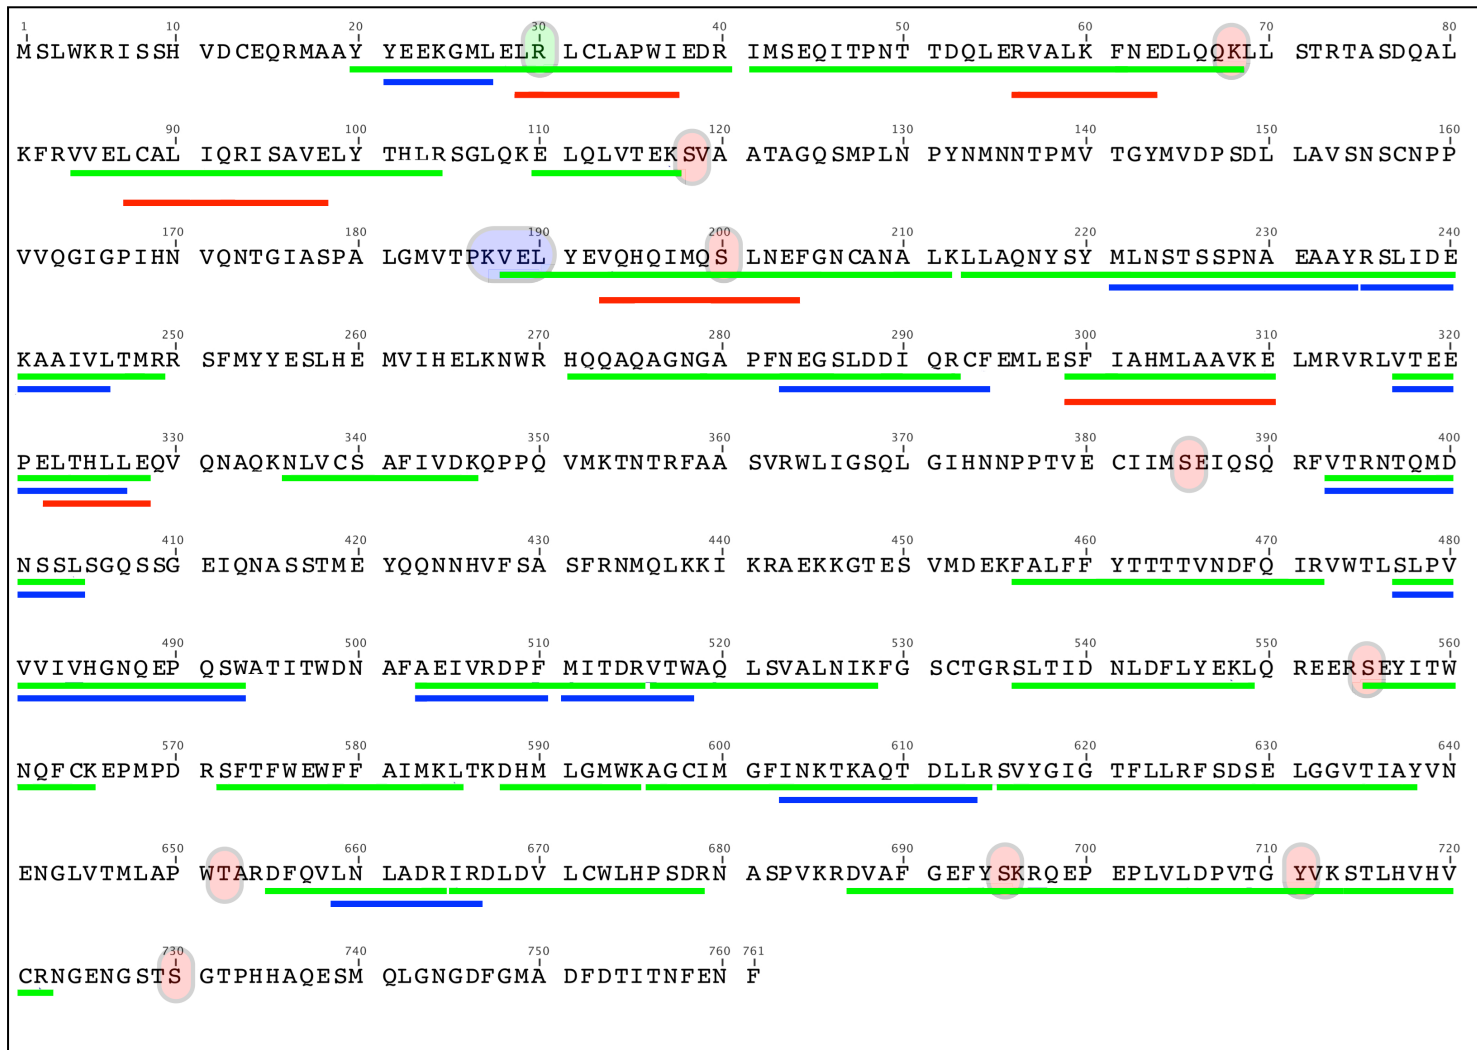 1 10 20 30 40 50 60 70 80
MSLWKRISSH VDCEQRMAAY YEEKGMLELR LCLAPWIEDR IMSEQITPNT TDQLERVALK FNEDLQQKLL STRTASDQAL
90 100 110 120 130 140 150 160
KFRVVELCAL IQRISAVELY THLRSGLQKE LQLVTEKSVA ATAGQSMPLN PYNMNNTPMV TGYMVDPSDL LAVSNSCNPP
170 180 190 200 210 220 230 240
VVQGIGPIHN VQNTGIASPA LGMVTPKVEL YEVQHQIMQS LNEFGNCANA LKLLAQNYSY MLNSTSSPNA EAAYRSLIDE
250 260 270 280 290 300 310 320
KAAIVLTMRR SFMYYESLHE MVIHELKNWR HQQAQAGNGA PFNEGSLDDI QRCFEMLESF IAHMLAAVKE LMRVRLVTEE
330 340 350 360 370 380 390 400
PELTHLLEQV QNAQKNLVCS AFIVDKQPPQ VMKTNTRFAA SVRWLIGSQL GIHNNPPTVE CIIMSEIQSQ RFVTRNTQMD
410 420 430 440 450 460 470 480
NSSLSGQSSG EIQNASSTME YQQNNHVFSA SFRNMQLKKI KRAEKKGTES VMDEKFALFF YTTTTVNDFQ IRVWTLSLPV
490 500 510 520 530 540 550 560
VVIVHGNQEP QSWATITWDN AFAEIVRDPF MITDRVTWAQ LSVALNIKFG SCTGRSLTID NLDFLYEKLQ REERSEYITW
570 580 590 600 610 620 630 640
NQFCKEPMPD RSFTFWEWFF AIMKLTKDHM LGMWKAGCIM GFINKTKAQT DLLRSVYGIG TFLLRFSDSE LGGVTIAYVN
650 660 670 680 690 700 710 720
ENGLVTMLAP WTARDFQVLN LADRIRDLDV LCWLHPSDRN ASPVKRDVAF GEFYSKRQEP EPLVLDPVTG YVKSTLHVHV
730 740 750 760 761
CRNGENGSTS GTPHHAQESM QLGNGDFGMA DFDTITNFEN F